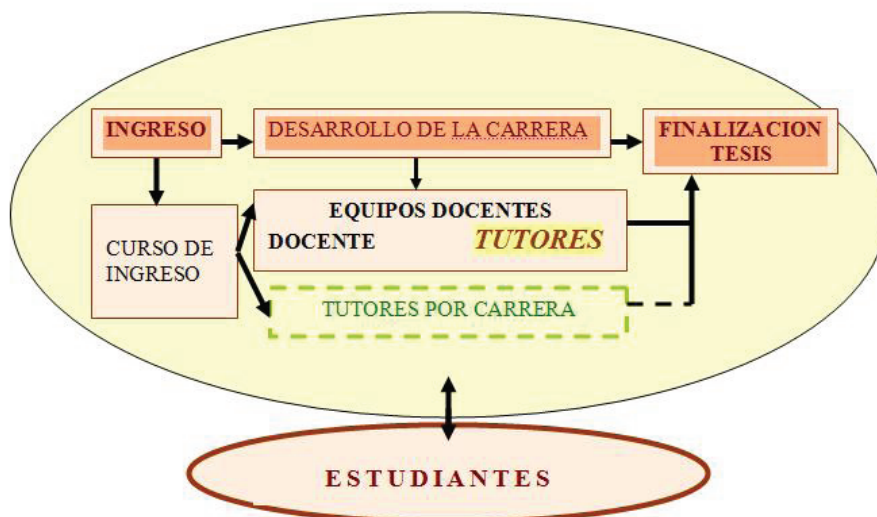 INGRESO
DESARROLLO DE LA CARRERA
FINALIZACION
TESIS
CURSO DE
INGRESO
EQUIPOS DOCENTES
DOCENTE TUTORES
TUTORES POR CARRERA
ESTUDIANTES